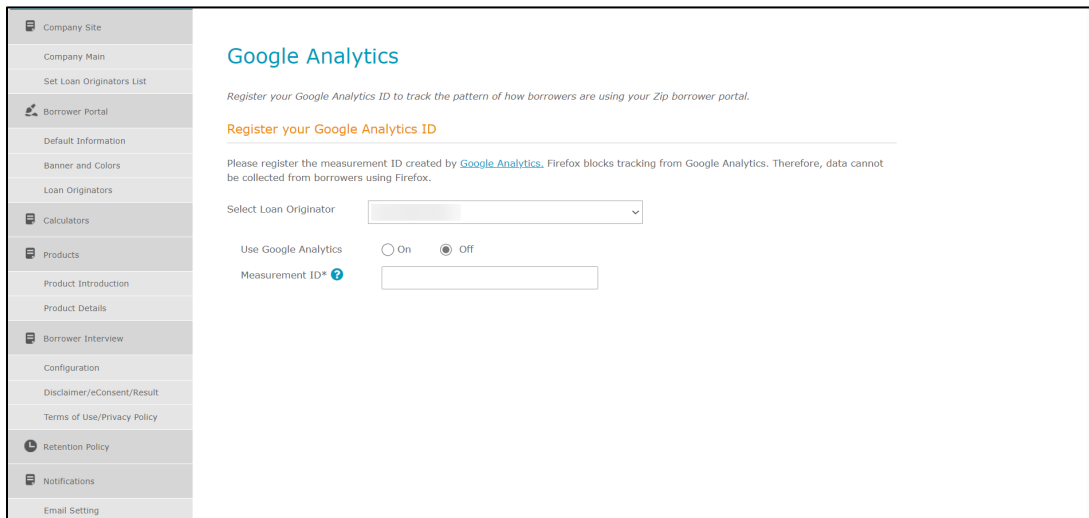 Company Site
Company Main
Set Loan Originators List
Borrower Portal
Default Information
Banner and Colors
Loan Originators
Calculators
Products
Product Introduction
Product Details
Borrower Interview
Configuration
Disclaimer/eConsent/Result
Terms of Use/Privacy Policy
Retention Policy
Notifications
Email Setting
Google Analytics
Register your Google Analytics ID to track the pattern of how borrowers are using your Zip borrower portal.
Register your Google Analytics ID
Please register the measurement ID created by Google Analytics. Firefox blocks tracking from Google Analytics. Therefore, data cannot
be collected from borrowers using Firefox.
Select Loan Originator
Use Google Analytics On Off
Measurement ID* ?